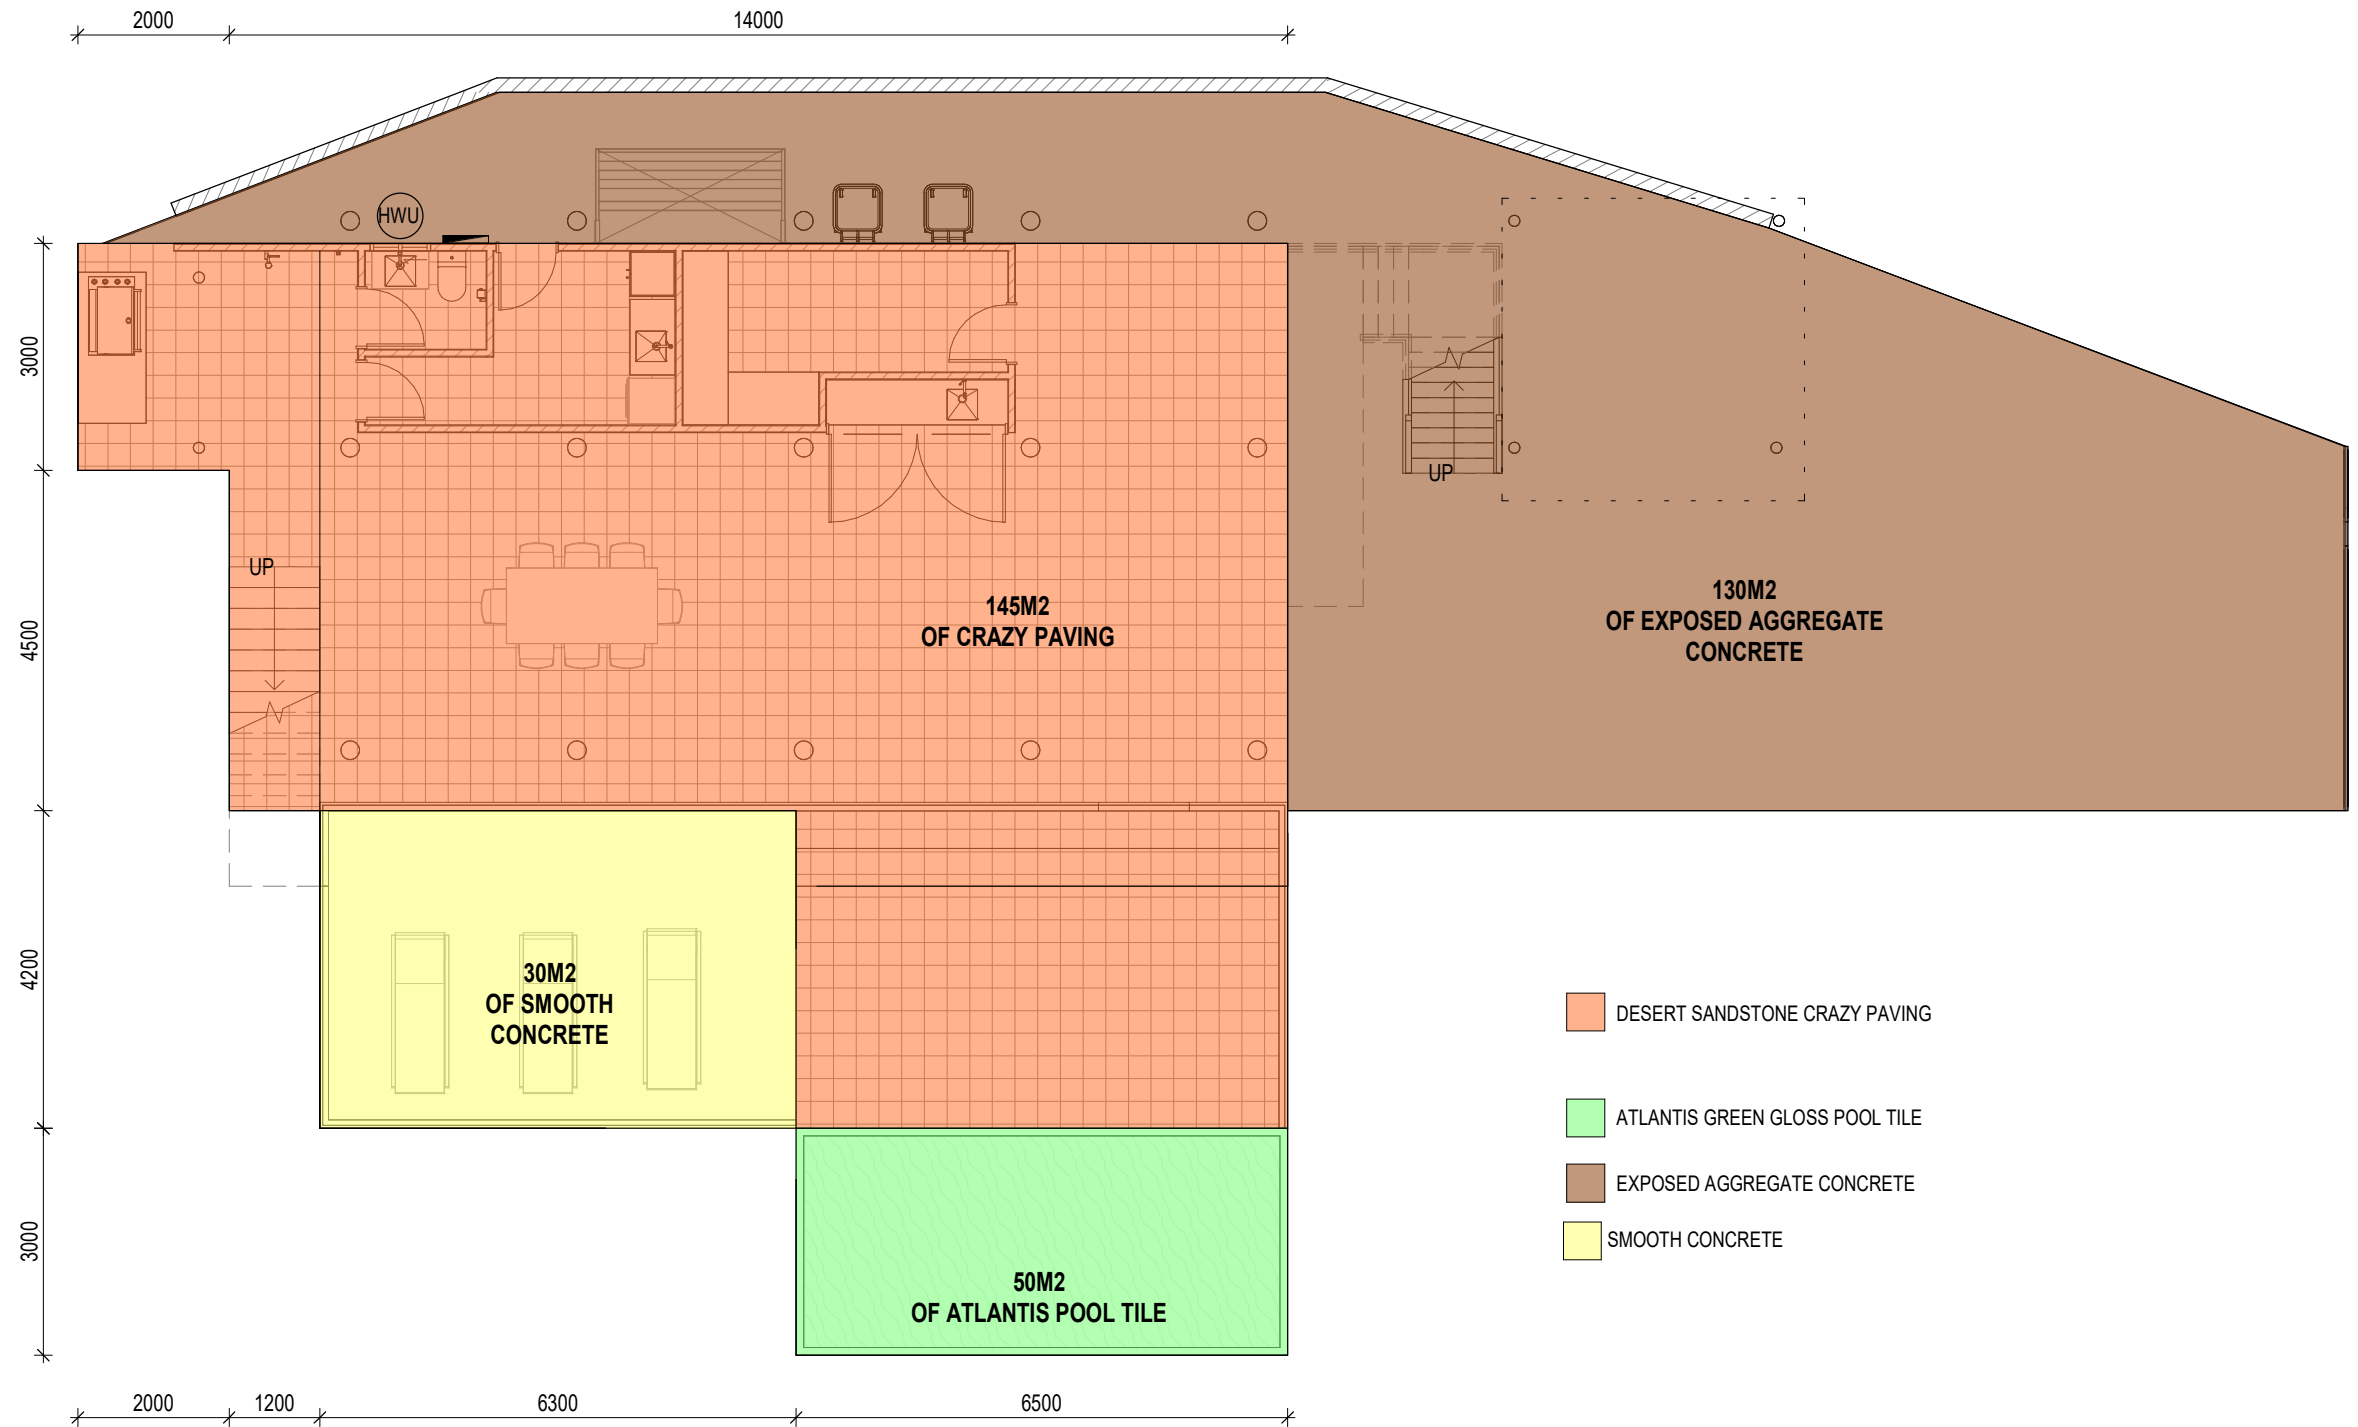 2000
14000
HWU
3000
UP
UP
4500
145M2
OF CRAZY PAVING
130M2
OF EXPOSED AGGREGATE
CONCRETE
4200
30M2
OF SMOOTH
CONCRETE
DESERT SANDSTONE CRAZY PAVING
ATLANTIS GREEN GLOSS POOL TILE
EXPOSED AGGREGATE CONCRETE
SMOOTH CONCRETE
3000
50M2
OF ATLANTIS POOL TILE
2000
1200
6300
6500